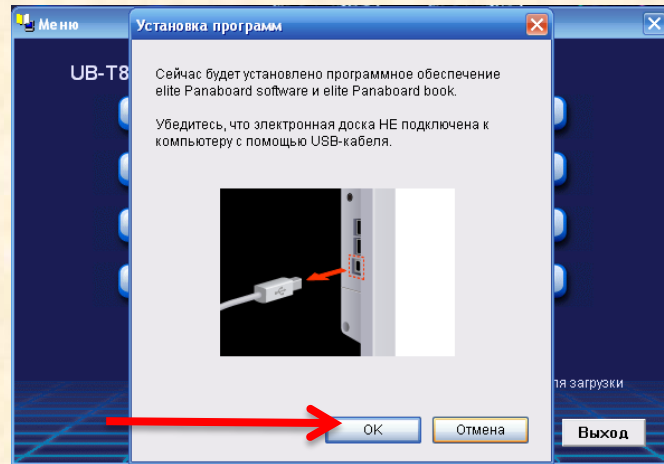 Меню
Установка программ
UB-T8
Сейчас будет установлено программное обеспечение
elite Panaboard software и elite Panaboard book.
Убедитесь, что электронная доска НЕ подключена к
компьютеру с помощью USB-кабеля.
ля загрузки
OK
Отмена
Выход